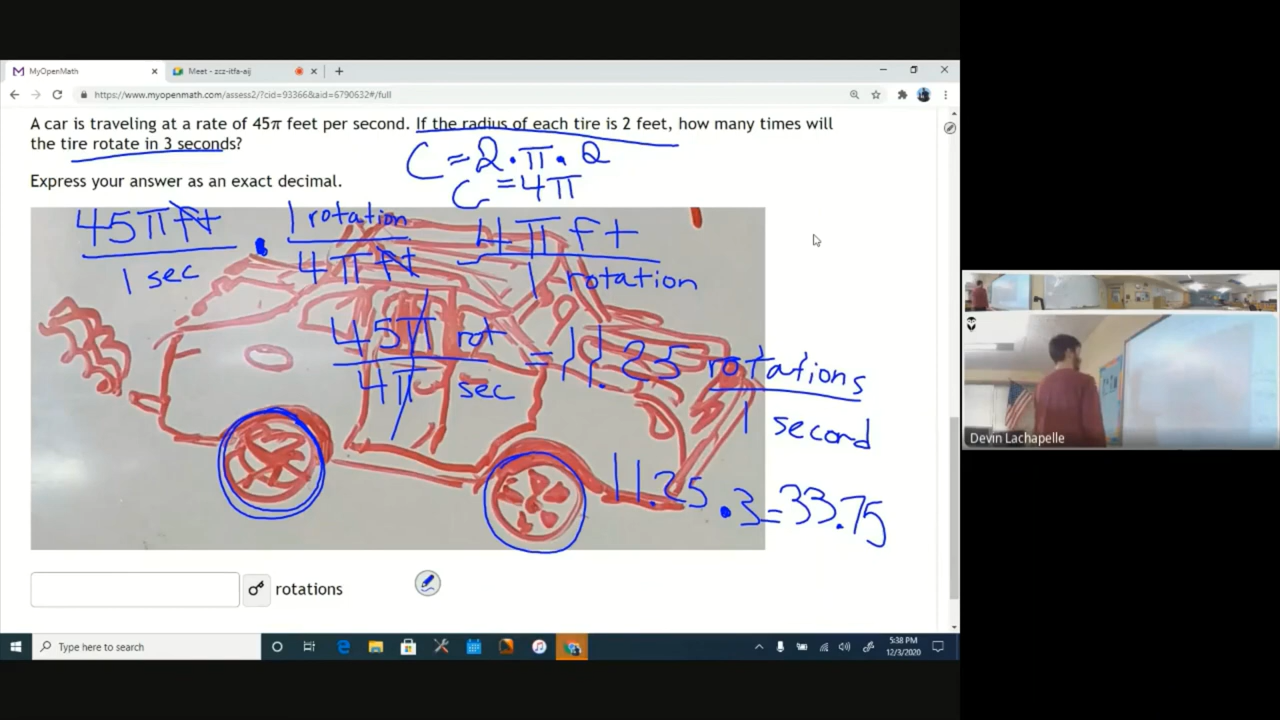 MyOpenMath
Meet - zcz-itfa-aij
https://www.myopenmath.com/assess2/?cid=93366&aid=6790632#/full
A car is traveling at a rate of 45π feet per second. If the radius of each tire is 2 feet, how many times will
the tire rotate in 3 seconds?
C = 2 · π · 2
Express your answer as an exact decimal.
C = 4π
45π ft / 1 sec · 1 rotation / 4π ft
4π ft / 1 rotation
45π rot / 4π sec = 11.25 rotations / 1 second
11.25 · 3 = 33.75
rotations
Devin Lachapelle
Type here to search
5:38 PM
12/3/2020